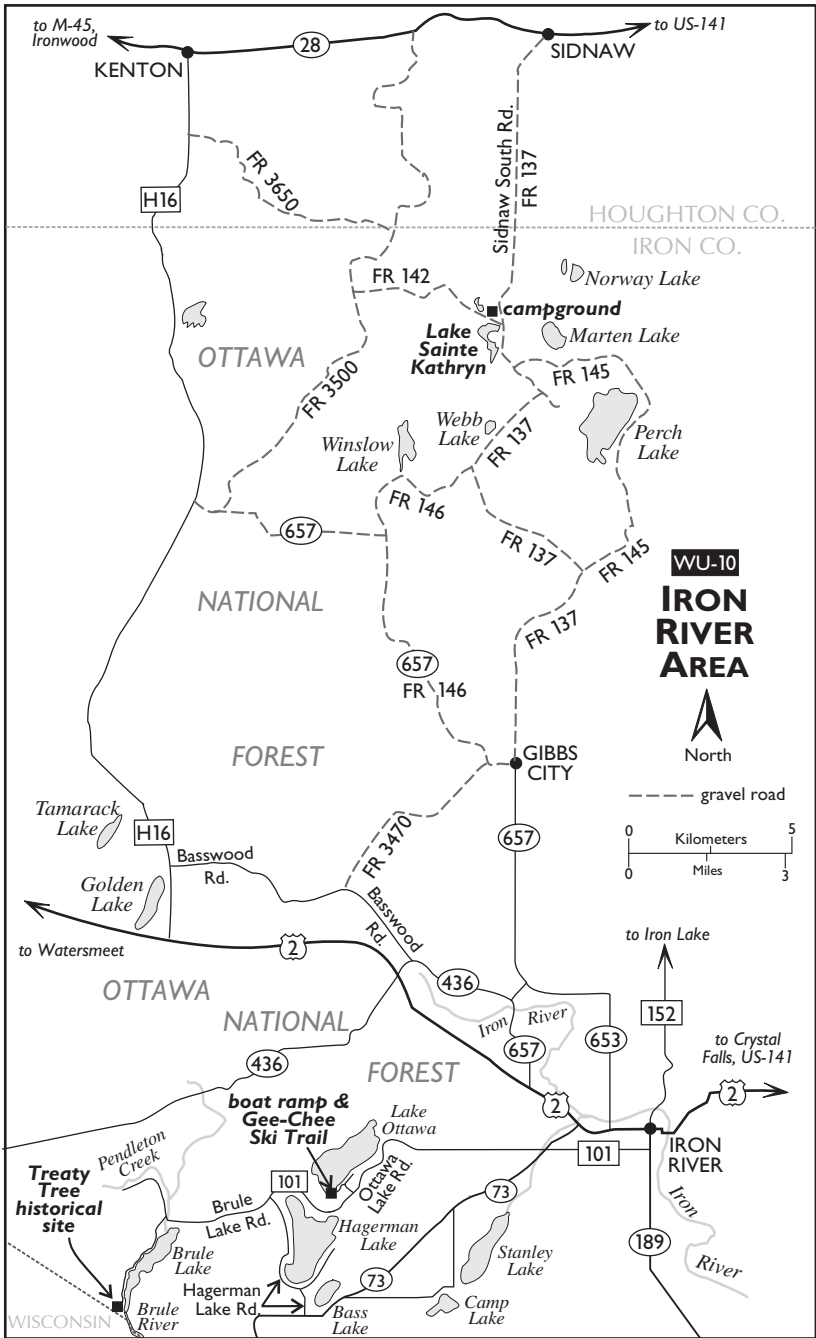 to M-45,
Ironwood
28
to US-141
KENTON
SIDNAW
Sidnaw South Rd.
FR 137
FR 3650
H16
HOUGHTON CO.
IRON CO.
FR 142
Norway Lake
campground
Lake
Sainte
Kathryn
Marten Lake
OTTAWA
FR 3500
FR 145
Webb
Lake
FR 137
Winslow
Lake
Perch
Lake
FR 146
657
FR 137
FR 145
WU-10
IRON
RIVER
AREA
NATIONAL
FR 137
657
FR 146
North
FOREST
GIBBS
CITY
gravel road
Tamarack
Lake
H16
FR 3470
657
0
5
Kilometers
Miles
0
3
Basswood
Rd.
Golden
Lake
Basswood
Rd.
to Watersmeet
2
to Iron Lake
OTTAWA
NATIONAL
436
Iron River
152
657
653
to Crystal
Falls, US-141
436
FOREST
2
2
boat ramp &
Gee-Chee
Ski Trail
Lake
Ottawa
Pendleton
Creek
101
IRON
RIVER
Treaty
Tree
historical
site
101
Ottawa
Lake Rd.
Brule
Lake Rd.
73
Iron
River
Hagerman
Lake
189
Brule
Lake
Stanley
Lake
Hagerman
Lake Rd.
73
Brule
River
Bass
Lake
Camp
Lake
WISCONSIN